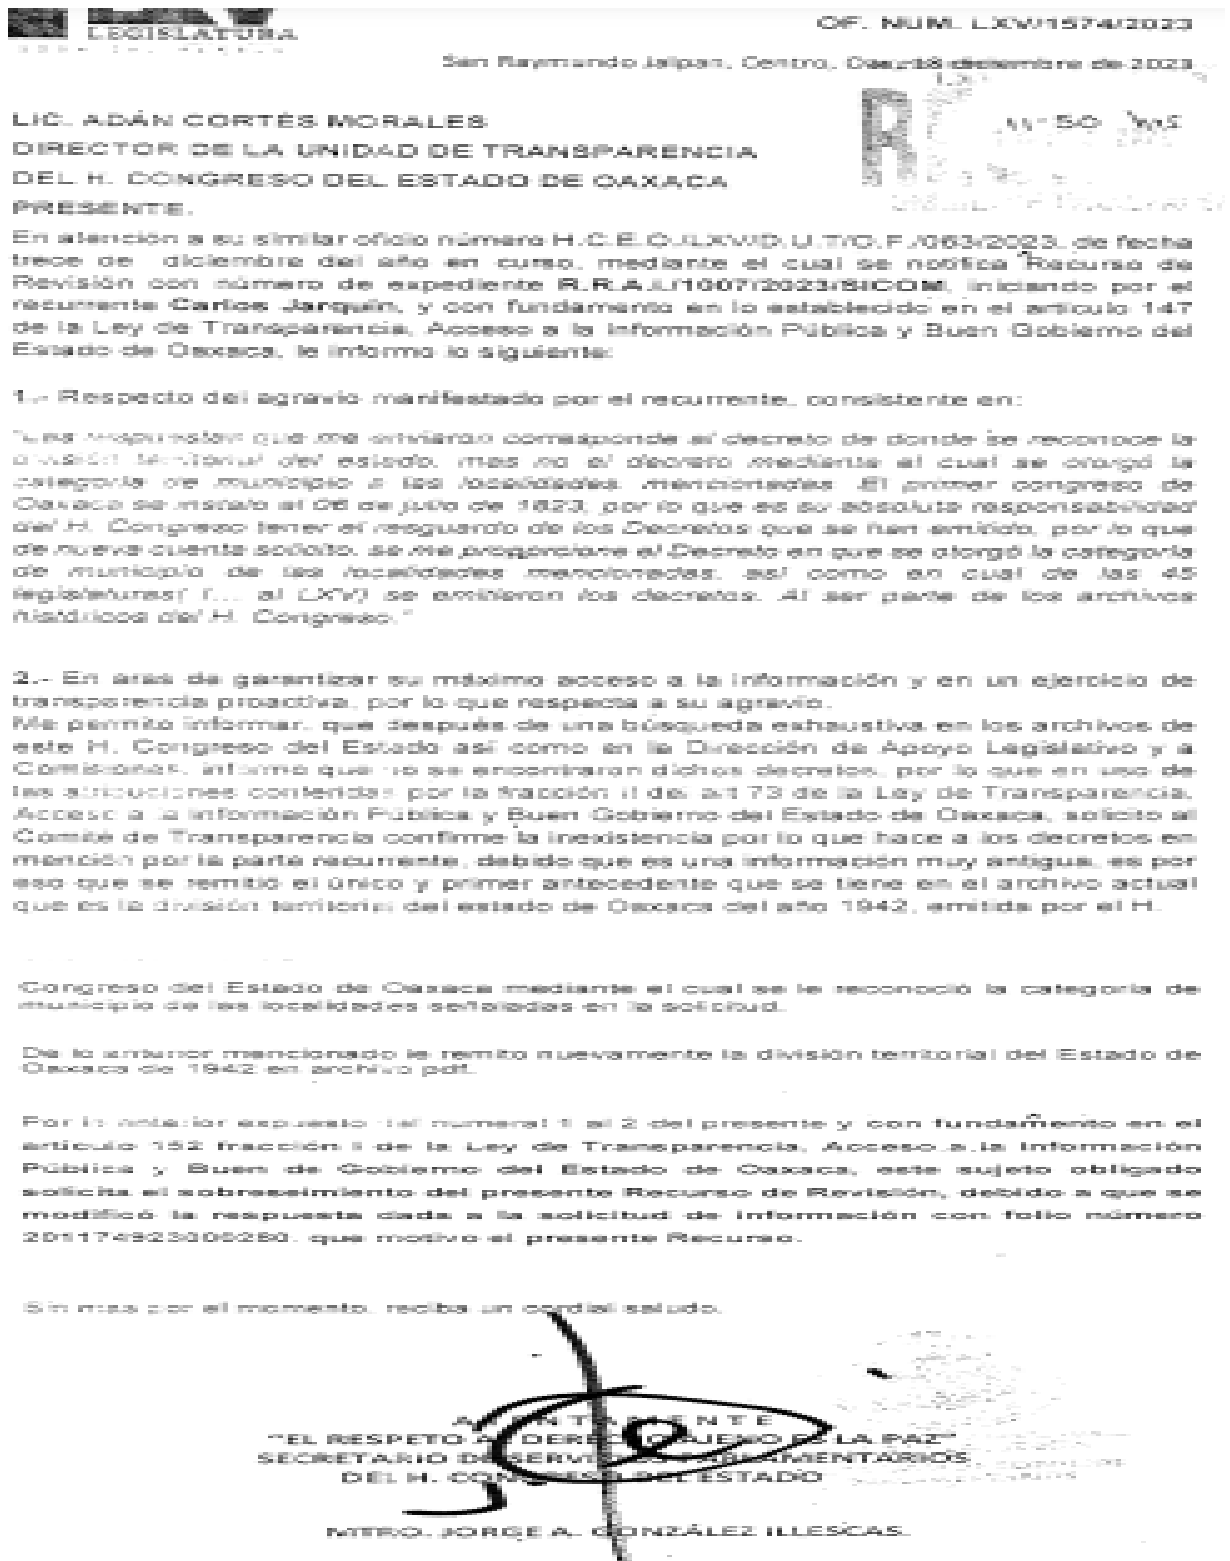 LEGISLATURA
OF. NUM. LXV/1574/2023
San Raymundo Jalpan, Centro, Oax, 18 diciembre de 2023
LIC. ADÁN CORTÉS MORALES
DIRECTOR DE LA UNIDAD DE TRANSPARENCIA
DEL H. CONGRESO DEL ESTADO DE OAXACA
PRESENTE.
En atención a su similar oficio número H.C.E.O./LXV/D.U.T/O.F./063/2023, de fecha
trece de diciembre del año en curso, mediante el cual se notifica Recurso de
Revisión con número de expediente R.R.A.I./1007/2023/SICOM, iniciando por el
recurrente Carlos Jarquin, y con fundamento en lo establecido en el artículo 147
de la Ley de Transparencia, Acceso a la Información Pública y Buen Gobierno del
Estado de Oaxaca, le informo lo siguiente:
1.- Respecto del agravio manifestado por el recurrente, consistente en:
que me enviaron corresponde al decreto de donde se reconoce la
división territorial del estado, mas no el decreto mediante el cual se otorgó la
categoría de municipio a las localidades mencionadas. El primer congreso de
Oaxaca se instalo el 06 de julio de 1823, por lo que es su absoluta responsabilidad
del H. Congreso tener el resguardo de los Decretos que se han emitido, por lo que
de nueva cuenta solicito, se me proporcione el Decreto en que se otorgó la categoría
de municipio de las localidades mencionadas, así como en cual de las 45
legislaturas( I... al LXV) se emitieron los decretos. Al ser parte de los archivos
históricos del H. Congreso."
2.- En aras de garantizar su máximo acceso a la información y en un ejercicio de
transparencia proactiva, por lo que respecta a su agravio.
Me permito informar, que después de una búsqueda exhaustiva en los archivos de
este H. Congreso del Estado así como en la Dirección de Apoyo Legislativo y a
Comisiones, informo que no se encontraron dichos decretos, por lo que en uso de
las atribuciones contenidas por la fracción II del art 73 de la Ley de Transparencia,
Acceso a la Información Pública y Buen Gobierno del Estado de Oaxaca, solicito al
Comité de Transparencia confirme la inexistencia por lo que hace a los decretos en
mención por la parte recurrente, debido que es una información muy antigua, es por
eso que se remitió el único y primer antecedente que se tiene en el archivo actual
que es la división territorial del estado de Oaxaca del año 1942, emitida por el H.
Congreso del Estado de Oaxaca mediante el cual se le reconoció la categoría de
municipio de las localidades señaladas en la solicitud.
De lo anterior mencionado le remito nuevamente la división territorial del Estado de
Oaxaca de 1942 en archivo pdf.
Por lo anterior expuesto del numeral 1 al 2 del presente y con fundamento en el
artículo 152 fracción I de la Ley de Transparencia, Acceso a la Información
Pública y Buen de Gobierno del Estado de Oaxaca, este sujeto obligado
solicita el sobreseimiento del presente Recurso de Revisión, debido a que se
modificó la respuesta dada a la solicitud de información con folio número
que motivo el presente Recurso.
Sin mas por el momento, reciba un cordial saludo.
ATENTAMENTE
"EL RESPETO AL DERECHO AJENO ES LA PAZ"
SECRETARIO DE SERVICIOS PARLAMENTARIOS
DEL H. CONGRESO DEL ESTADO
MTRO. JORGE A. GONZÁLEZ ILLESCAS.